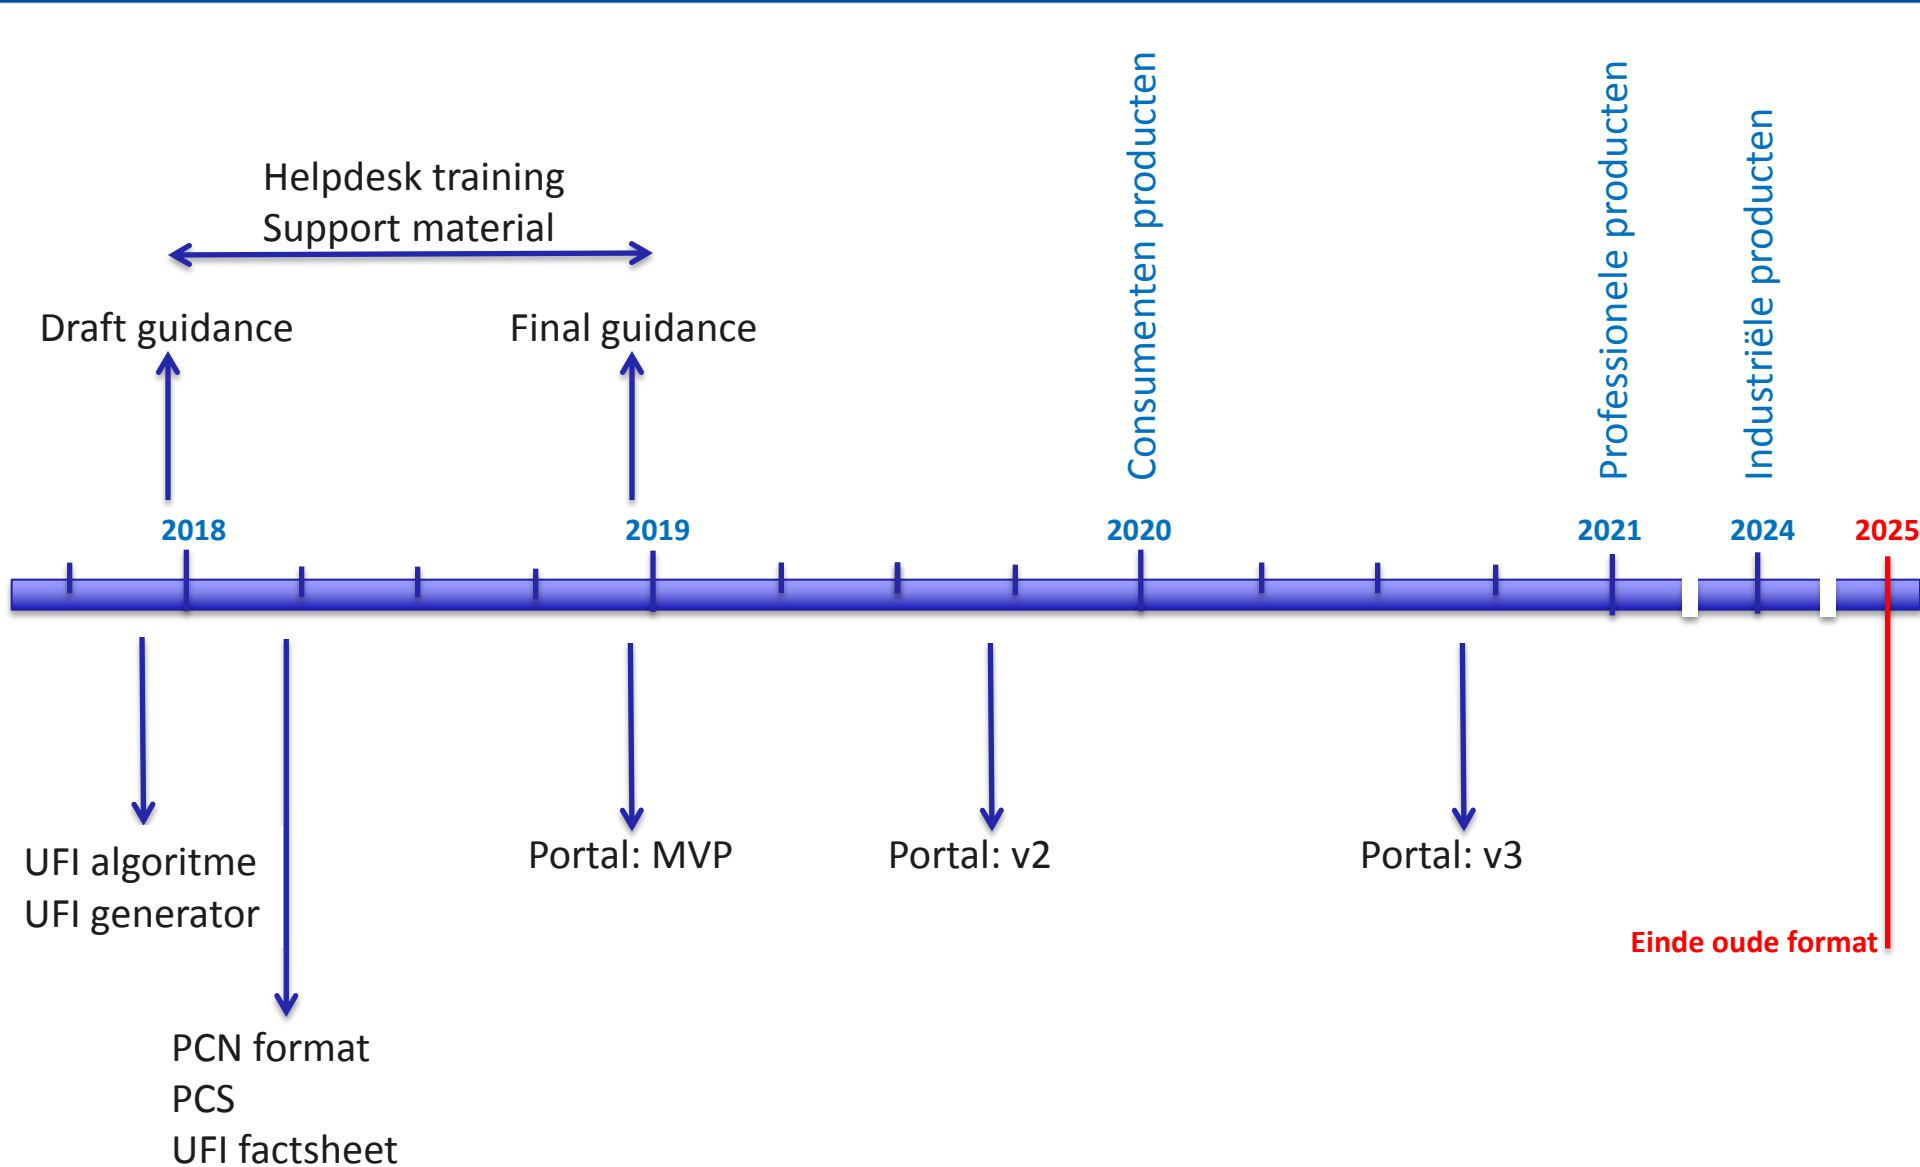 Consumenten producten
Professionele producten
Industriële producten
Helpdesk training
Support material
Draft guidance
Final guidance
2018
2019
2020
2021
2024
2025
UFI algoritme
UFI generator
Portal: MVP
Portal: v2
Portal: v3
Einde oude format
PCN format
PCS
UFI factsheet